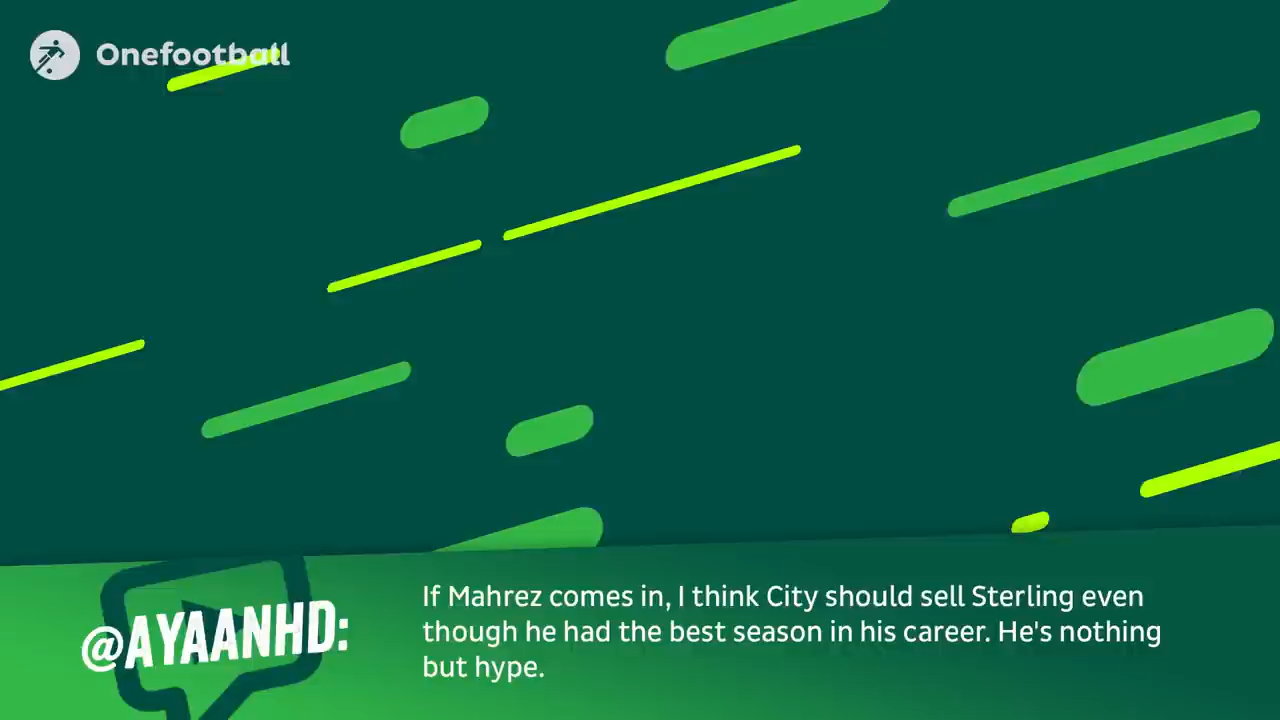 Onefootball
@AYAANHD:
If Mahrez comes in, I think City should sell Sterling even
though he had the best season in his career. He's nothing
but hype.